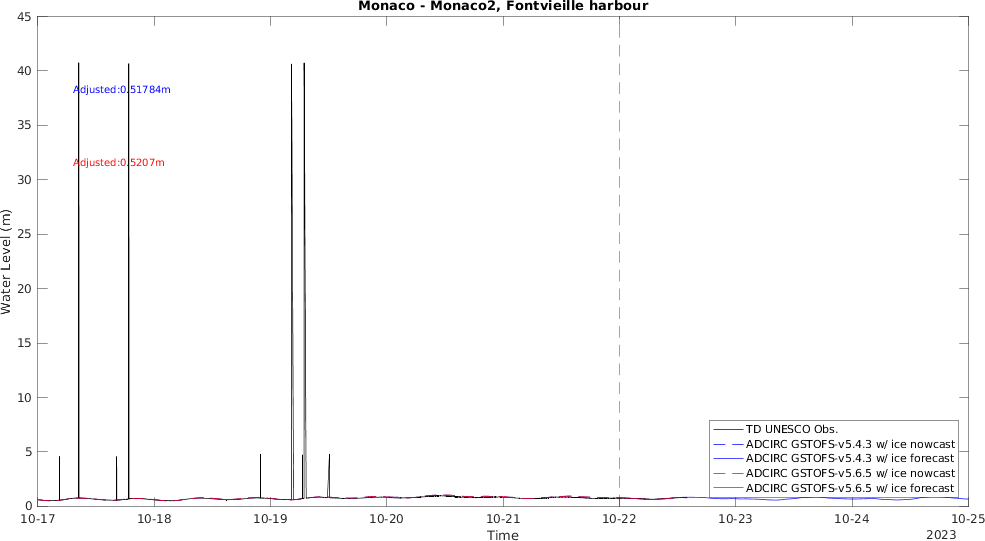 Monaco - Monaco2, Fontvieille harbour
45
40
35
30
25
20
15
10
5
0
Water Level (m)
Adjusted:0.51784m
Adjusted:0.5207m
TD UNESCO Obs.
ADCIRC GSTOFS-v5.4.3 w/ ice nowcast
ADCIRC GSTOFS-v5.4.3 w/ ice forecast
ADCIRC GSTOFS-v5.6.5 w/ ice nowcast
ADCIRC GSTOFS-v5.6.5 w/ ice forecast
10-17 10-18 10-19 10-20 10-21 10-22 10-23 10-24 10-25
Time
2023